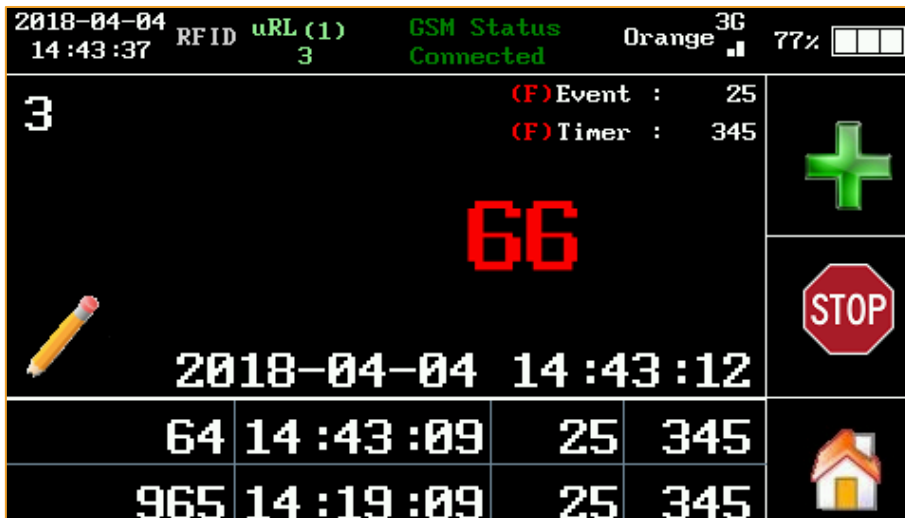 2018-04-04 RFID uRL(1) GSM Status Orange 3G 77%
14:43:37 3 Connected
3 (F)Event : 25
(F)Timer : 345
66
STOP
2018-04-04 14:43:12
64 14:43:09 25 345
965 14:19:09 25 345